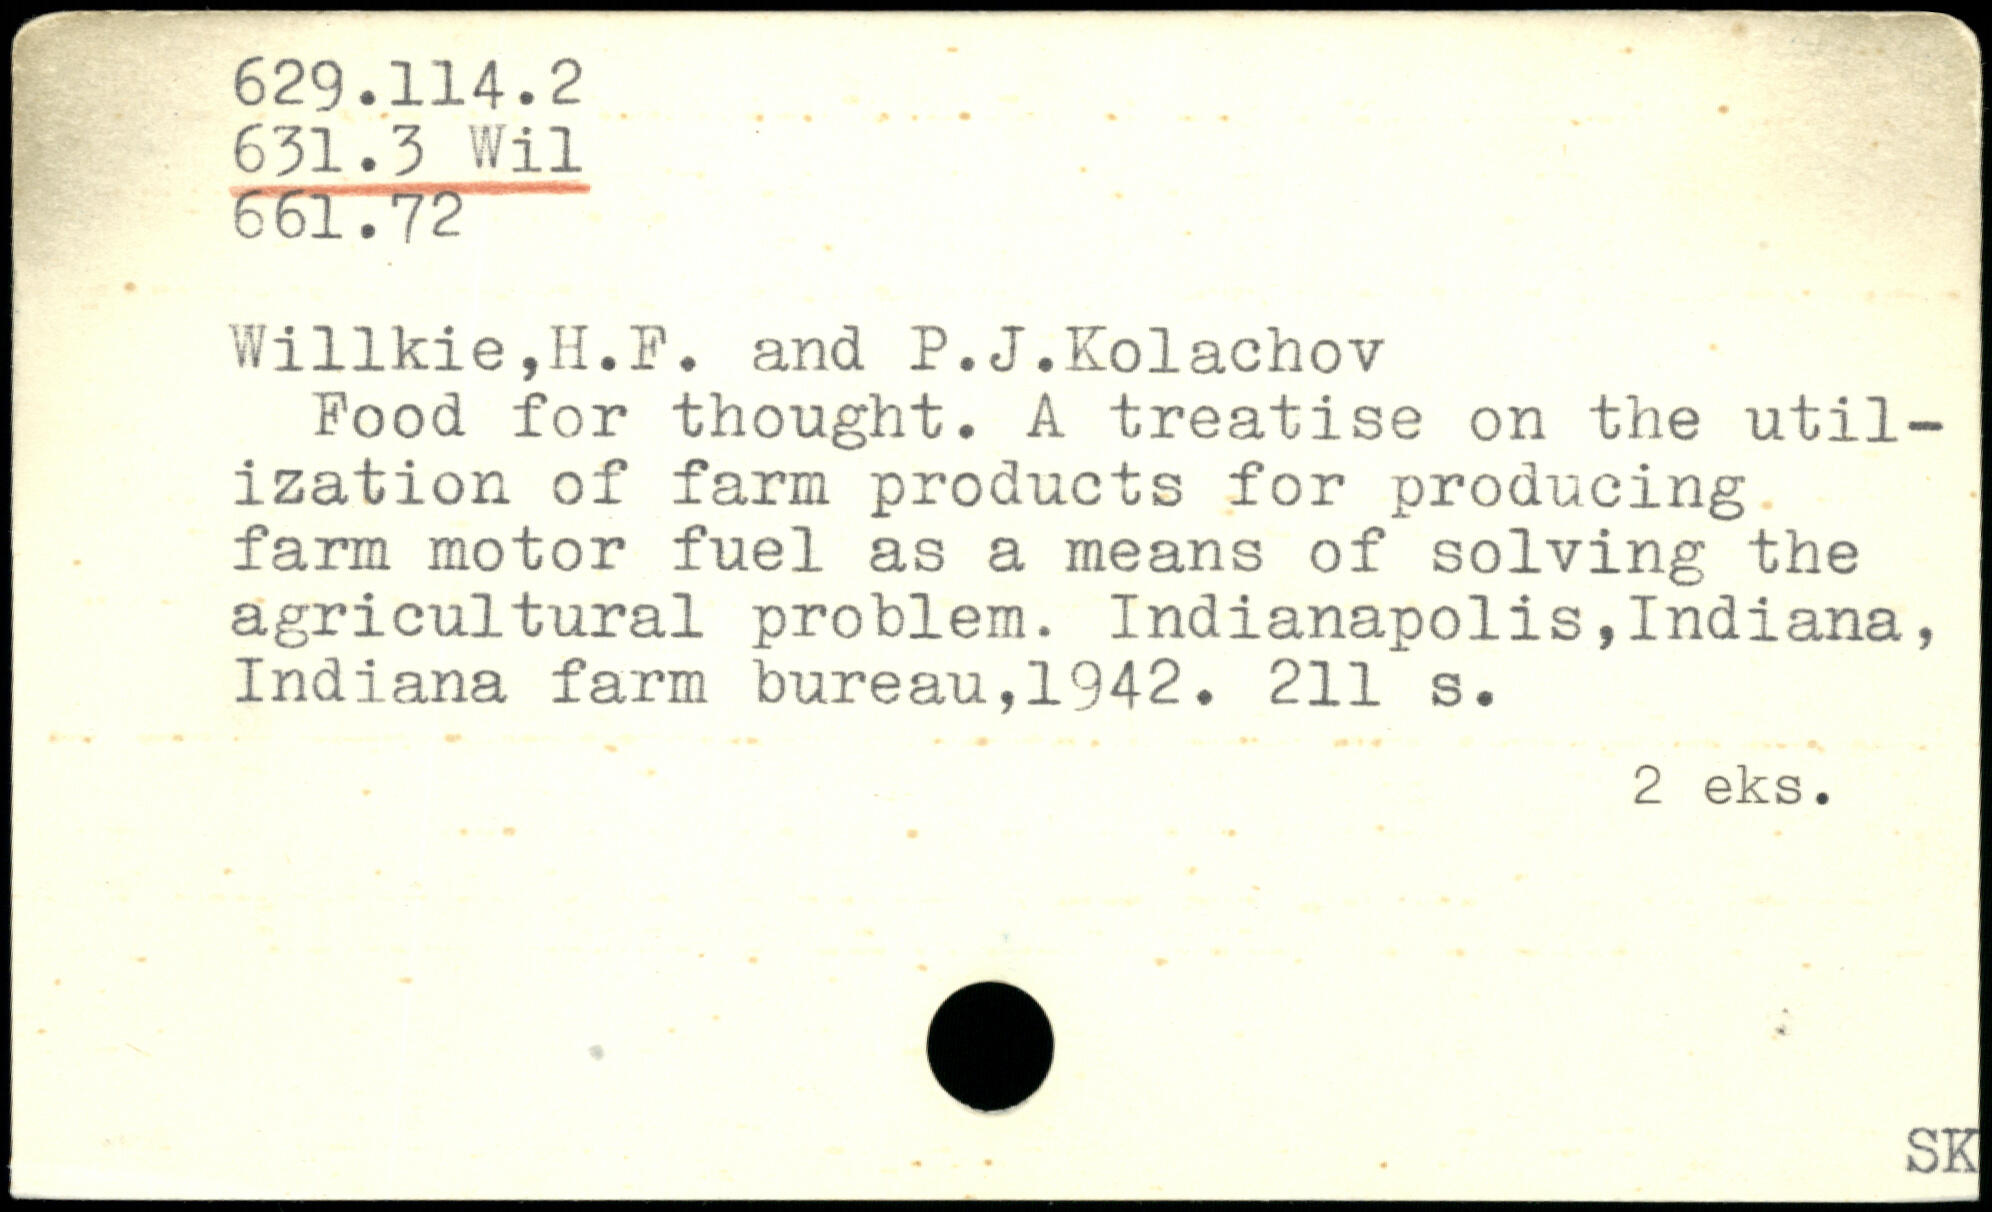 629.114.2
631.3 Wil
661.72
Willkie,H.F. and P.J.Kolachov
Food for thought. A treatise on the util-
ization of farm products for producing
farm motor fuel as a means of solving the
agricultural problem. Indianapolis,Indiana,
Indiana farm bureau,1942. 211 s.
2 eks.
SK